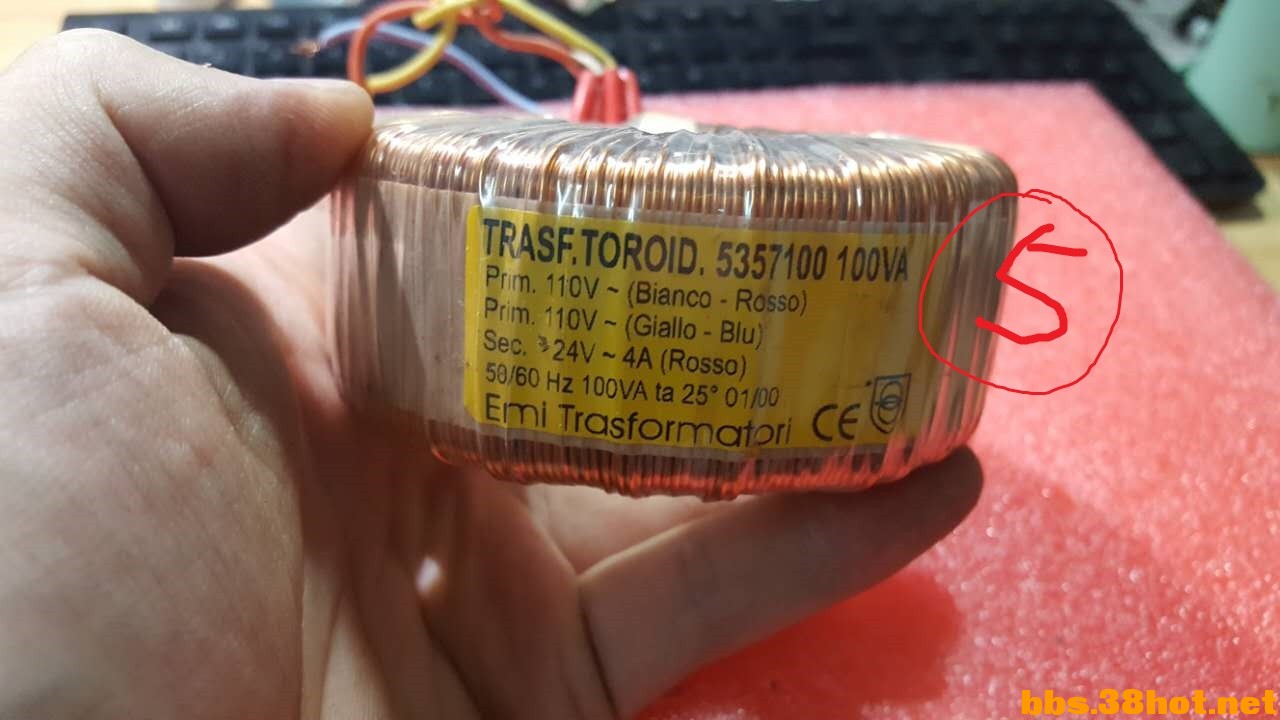 TRASF.TOROID. 5357100 100VA
Prim. 110V ~ (Bianco - Rosso)
Prim. 110V ~ (Giallo - Blu)
Sec. 24V ~ 4A (Rosso)
50/60 Hz 100VA ta 25° 01/00
Emi Trasformatori CE
5
bbs.38hot.net